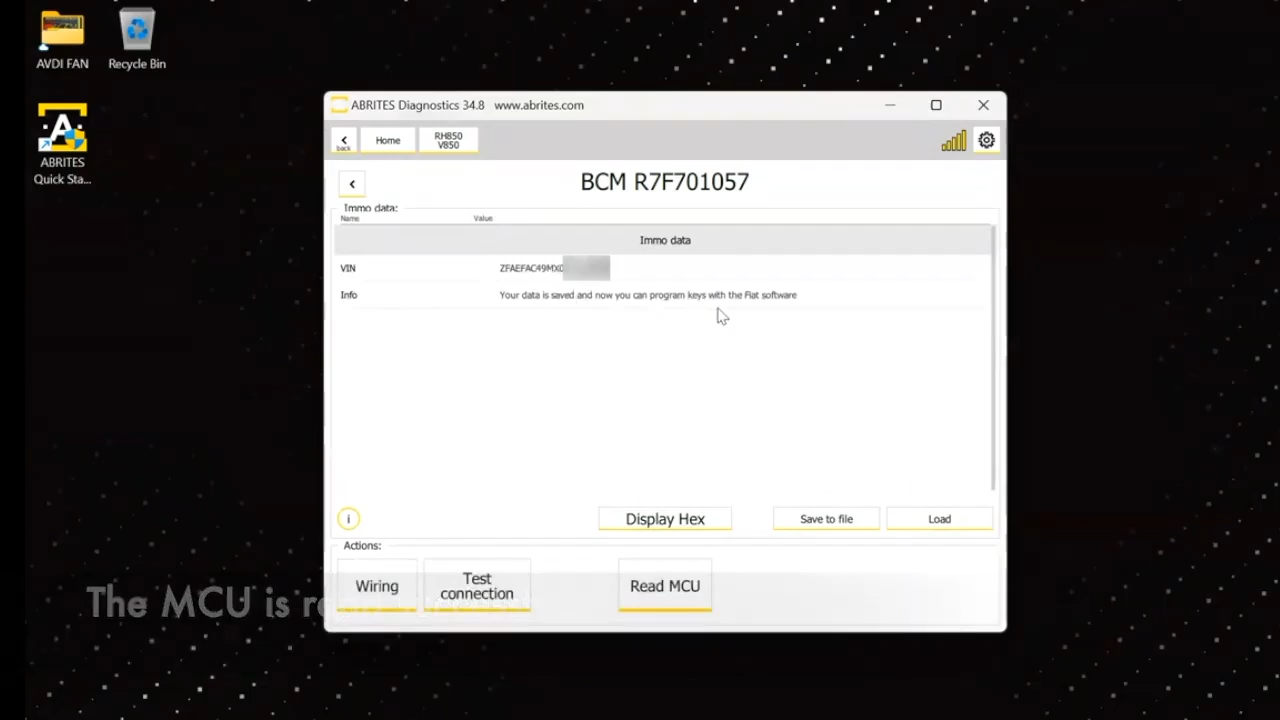 AVDI FAN
Recycle Bin
ABRITES
Quick Sta...
ABRITES Diagnostics 34.8 www.abrites.com
back
Home
RH850
V850
BCM R7F701057
Immo data:
Name
Value
Immo data
VIN
ZFAEFAC49MX
Info
Your data is saved and now you can program keys with the Fiat software
i
Display Hex
Save to file
Load
Actions:
Wiring
Test
connection
Read MCU
The MCU is